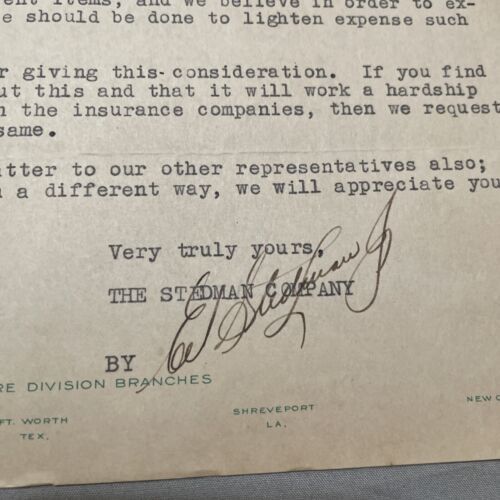 ent items, and we believe in order to ex-
e should be done to lighten expense such
r giving this consideration. If you find
ut this and that it will work a hardship
n the insurance companies, then we request
same.
tter to our other representatives also;
a different way, we will appreciate you
Very truly yours,
THE STEDMAN COMPANY
BY
RE DIVISION BRANCHES
FT. WORTH
TEX.
SHREVEPORT
LA.
NEW O